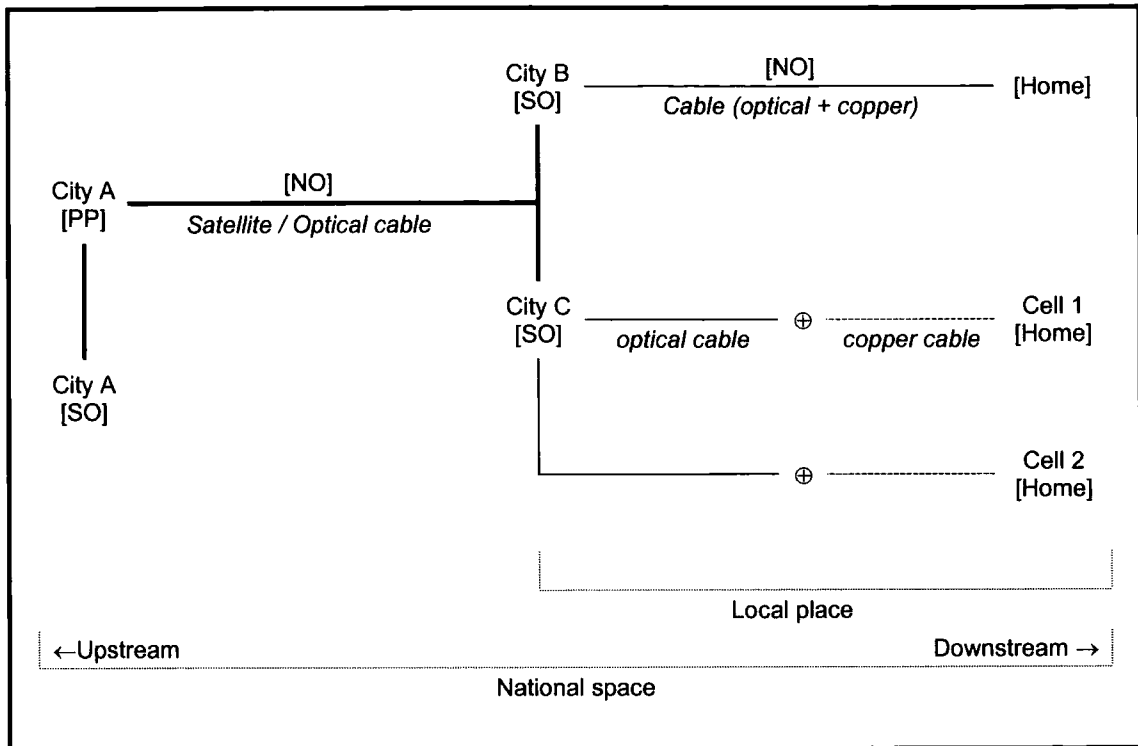 City B
[SO]
[NO]
Cable (optical + copper)
[Home]
City A
[PP]
[NO]
Satellite / Optical cable
City C
[SO]
optical cable
⊕
copper cable
Cell 1
[Home]
City A
[SO]
⊕
Cell 2
[Home]
Local place
←Upstream
Downstream →
National space